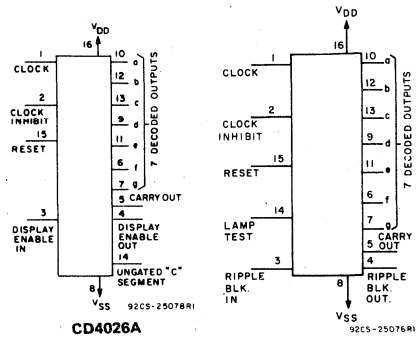 VDD
16
1 CLOCK
2 CLOCK INHIBIT
15 RESET
3 DISPLAY ENABLE IN
10 a
12 b
13 c
9 d
11 e
6 f
7 g
7 DECODED OUTPUTS
5 CARRY OUT
4 DISPLAY ENABLE OUT
14 UNGATED "C" SEGMENT
8
VSS
92CS-25078R1
CD4026A
VDD
16
1 CLOCK
2 CLOCK INHIBIT
15 RESET
14 LAMP TEST
3 RIPPLE BLK. IN
10 a
12 b
13 c
9 d
11 e
6 f
7 g
7 DECODED OUTPUTS
CARRY OUT
5
4 RIPPLE BLK. OUT.
8
VSS
92CS-25076R1